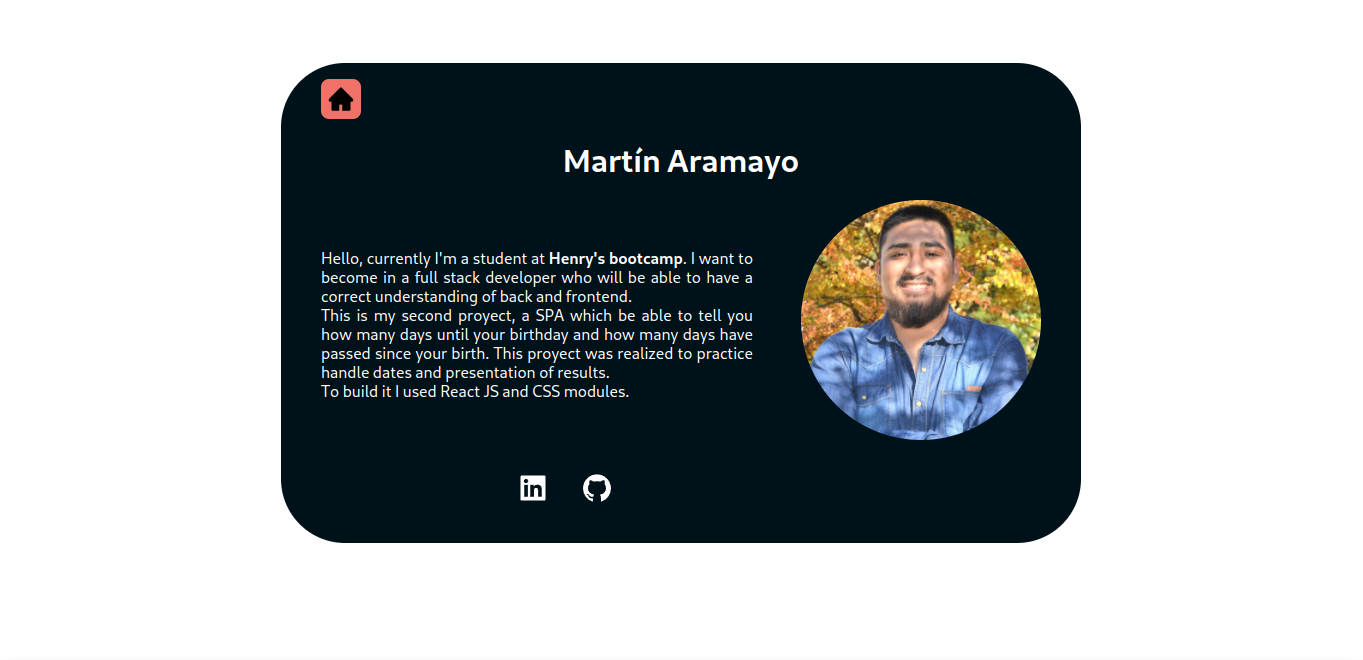 Martín Aramayo
Hello, currently I'm a student at Henry's bootcamp. I want to
become in a full stack developer who will be able to have a
correct understanding of back and frontend.
This is my second proyect, a SPA which be able to tell you
how many days until your birthday and how many days have
passed since your birth. This proyect was realized to practice
handle dates and presentation of results.
To build it I used React JS and CSS modules.
in